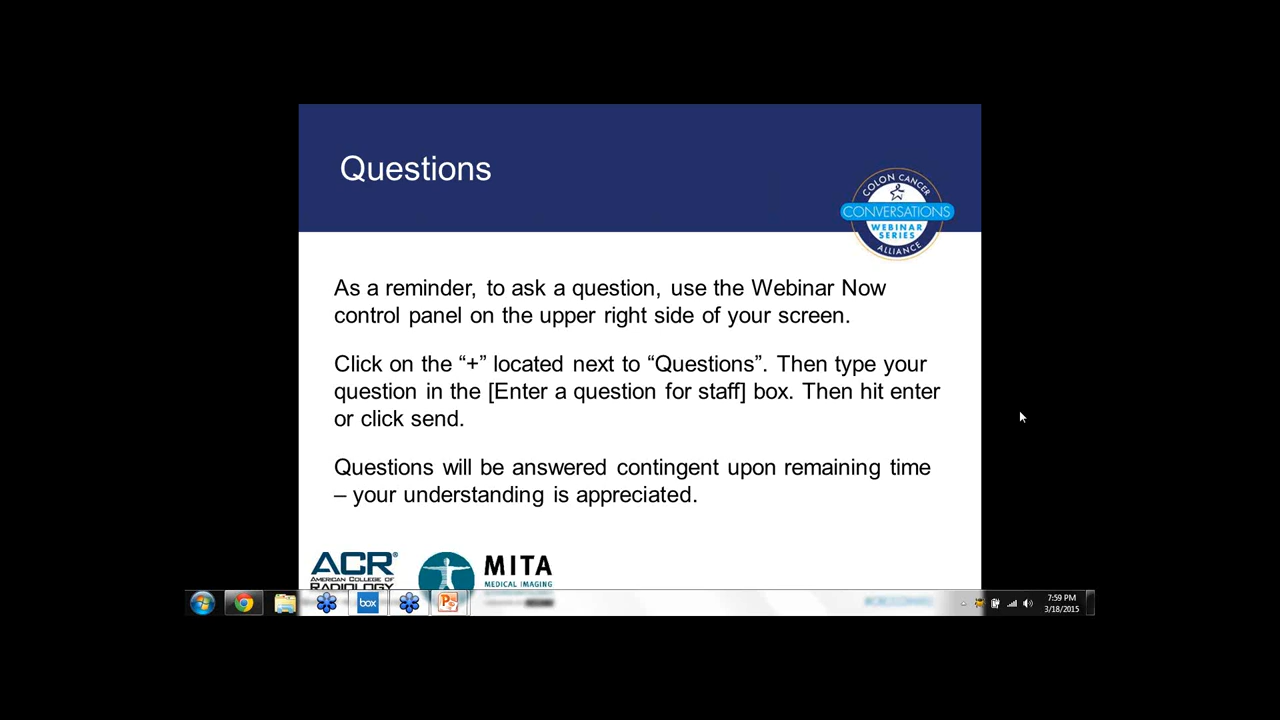 Questions
COLON CANCER
CONVERSATIONS
WEBINAR
SERIES
ALLIANCE
As a reminder, to ask a question, use the Webinar Now
control panel on the upper right side of your screen.
Click on the “+” located next to “Questions”. Then type your
question in the [Enter a question for staff] box. Then hit enter
or click send.
Questions will be answered contingent upon remaining time
– your understanding is appreciated.
ACR®
AMERICAN COLLEGE OF
RADIOLOGY
MITA
MEDICAL IMAGING
box
7:59 PM
3/18/2015